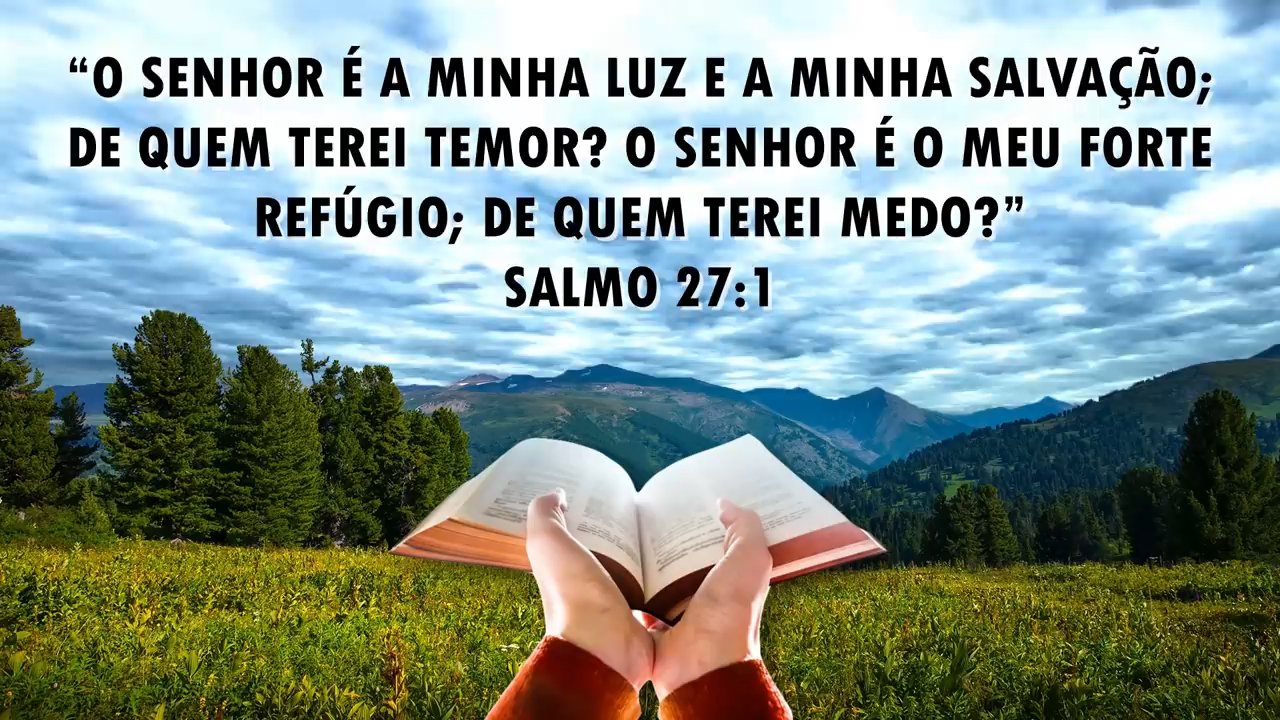 “O SENHOR É A MINHA LUZ E A MINHA SALVAÇÃO;
DE QUEM TEREI TEMOR? O SENHOR É O MEU FORTE
REFÚGIO; DE QUEM TEREI MEDO?”
SALMO 27:1